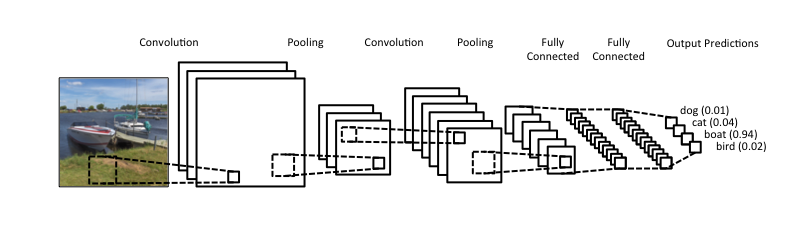 Convolution
Pooling
Convolution
Pooling
Fully
Connected
Fully
Connected
Output Predictions
dog (0.01)
cat (0.04)
boat (0.94)
bird (0.02)